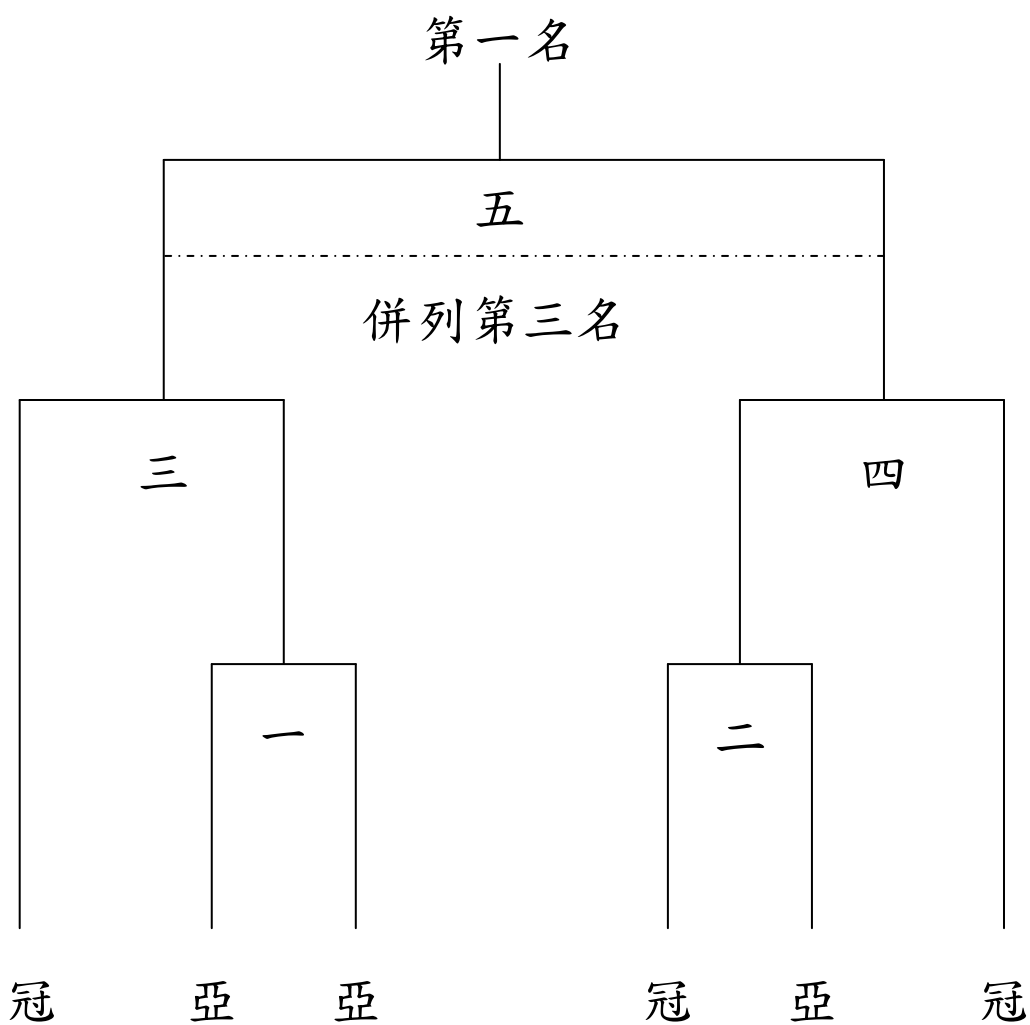 第一名
五
併列第三名
三 四
一 二
冠 亞 亞 冠 亞 冠